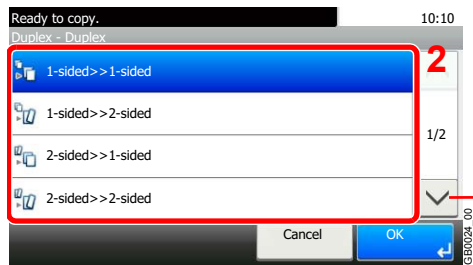 Ready to copy. 10:10
Duplex - Duplex
2
1-sided>>1-sided
1-sided>>2-sided
1/2
2-sided>>1-sided
2-sided>>2-sided
Cancel OK
GB0024_00